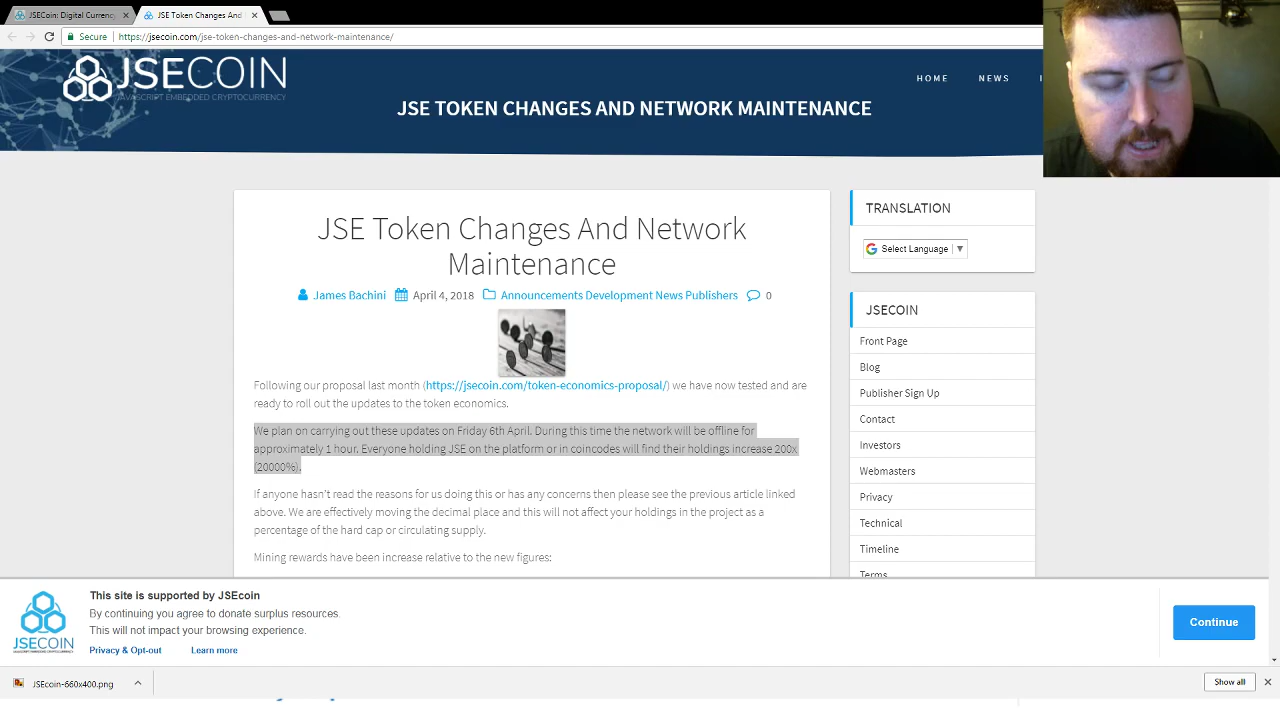 JSECoin: Digital Currency
JSE Token Changes And
Secure
https://jsecoin.com/jse-token-changes-and-network-maintenance/
JSECOIN
JAVASCRIPT EMBEDDED CRYPTOCURRENCY
HOME
NEWS
JSE TOKEN CHANGES AND NETWORK MAINTENANCE
JSE Token Changes And Network
Maintenance
James Bachini April 4, 2018 Announcements Development News Publishers 0
Following our proposal last month (https://jsecoin.com/token-economics-proposal/) we have now tested and are
ready to roll out the updates to the token economics.
We plan on carrying out these updates on Friday 6th April. During this time the network will be offline for
approximately 1 hour. Everyone holding JSE on the platform or in coincodes will find their holdings increase 200x
(20000%).
If anyone hasn't read the reasons for us doing this or has any concerns then please see the previous article linked
above. We are effectively moving the decimal place and this will not affect your holdings in the project as a
percentage of the hard cap or circulating supply.
Mining rewards have been increase relative to the new figures:
TRANSLATION
Select Language
JSECOIN
Front Page
Blog
Publisher Sign Up
Contact
Investors
Webmasters
Privacy
Technical
Timeline
Terms
JSECOIN
This site is supported by JSEcoin
By continuing you agree to donate surplus resources.
This will not impact your browsing experience.
Privacy & Opt-out
Learn more
Continue
JSEcoin-660x400.png
Show all